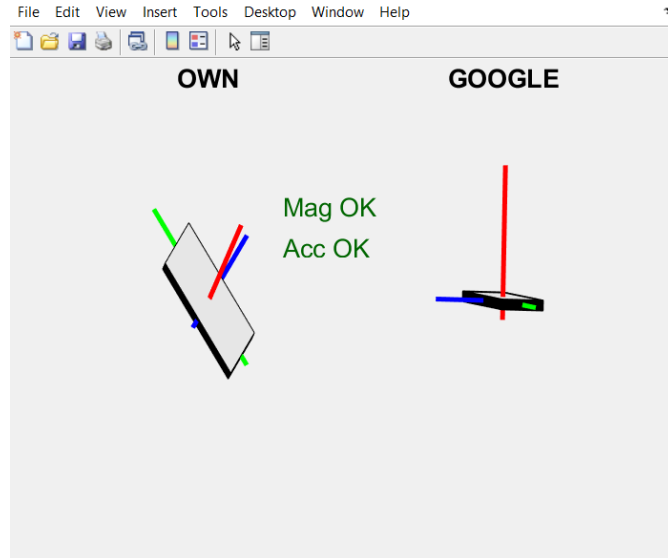 File Edit View Insert Tools Desktop Window Help
OWN GOOGLE
Mag OK
Acc OK